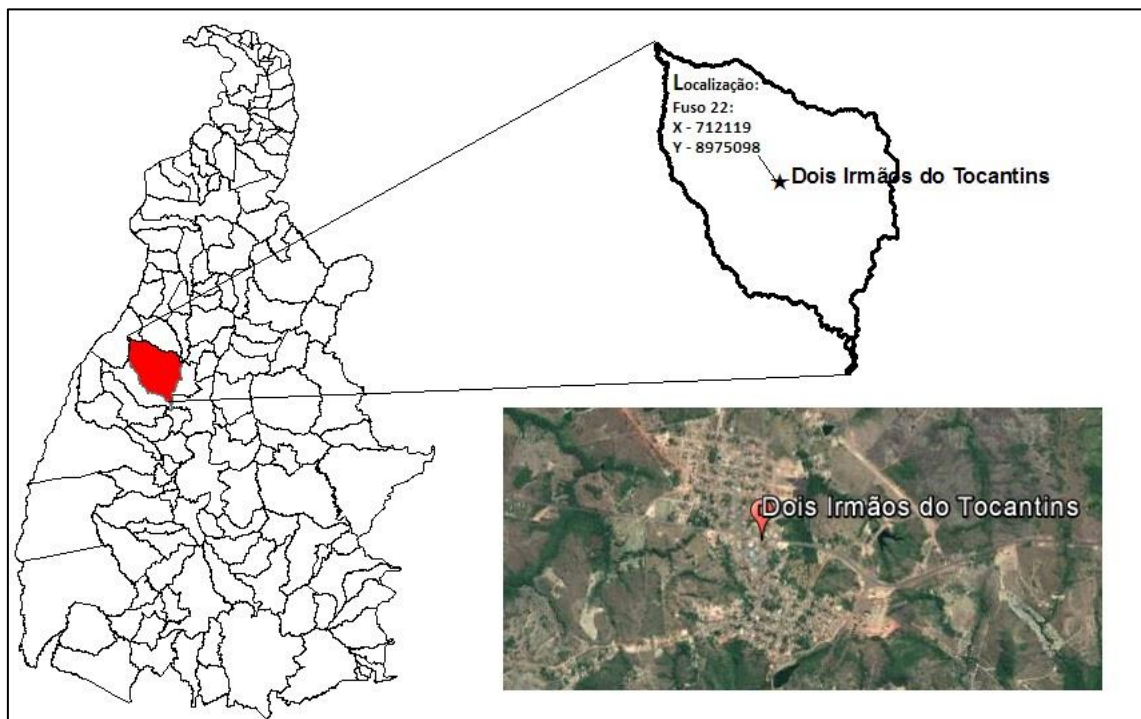 Localização:
Fuso 22:
X - 712119
Y - 8975098
Dois Irmãos do Tocantins
Dois Irmãos do Tocantins